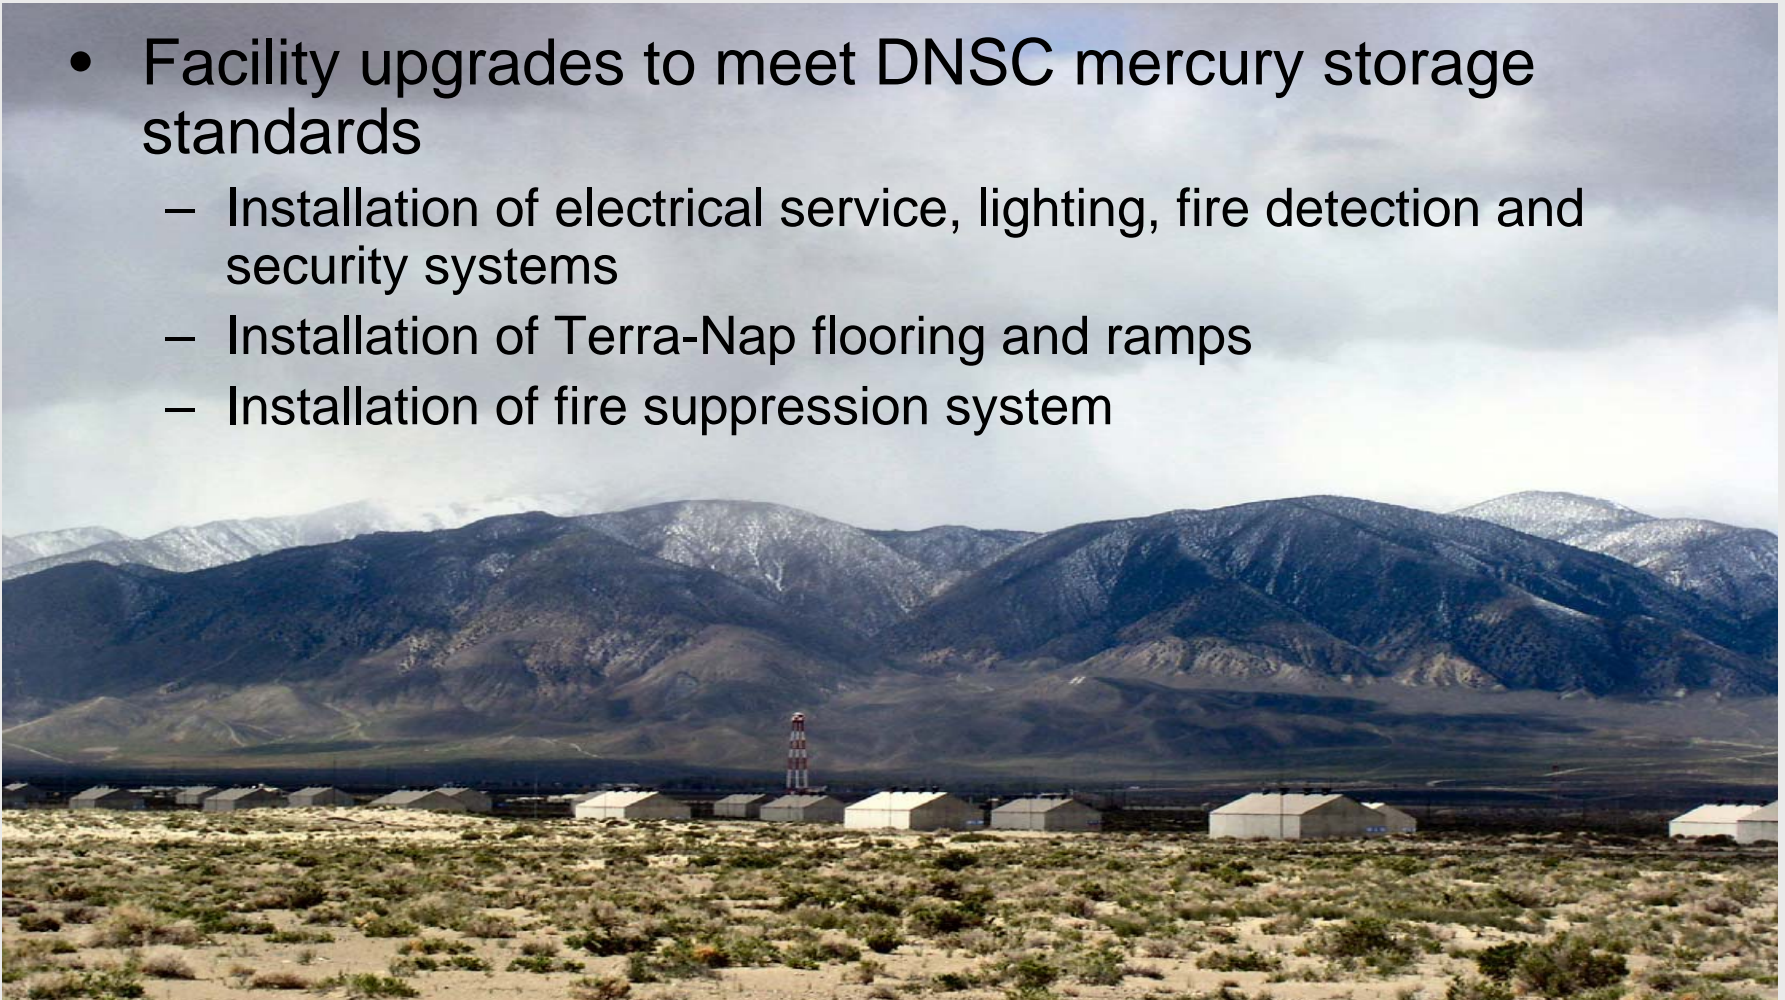 • Facility upgrades to meet DNSC mercury storage
standards
– Installation of electrical service, lighting, fire detection and
security systems
– Installation of Terra-Nap flooring and ramps
– Installation of fire suppression system